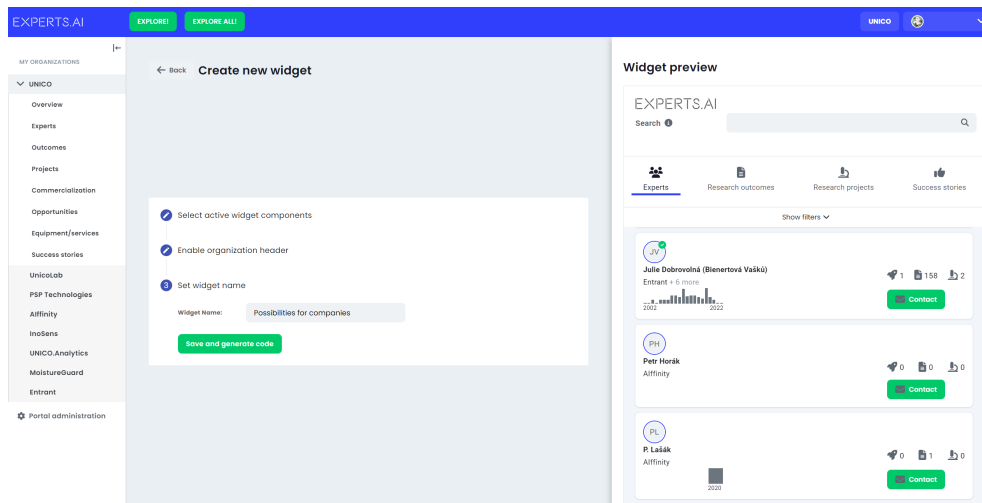 EXPERTS.AI
EXPLORE!
EXPLORE ALL!
UNICO
MY ORGANIZATIONS
UNICO
Overview
Experts
Outcomes
Projects
Commercialization
Opportunities
Equipment/services
Success stories
UnicoLab
PSP Technologies
AIffinity
InoSens
UNICO.Analytics
MoistureGuard
Entrant
Portal administration
Back
Create new widget
Select active widget components
Enable organization header
3 Set widget name
Widget Name: Possibilities for companies
Save and generate code
Widget preview
EXPERTS.AI
Search
Experts
Research outcomes
Research projects
Success stories
Show filters
JV
Julie Dobrovolná (Bienertová Vašků)
Entrant + 6 more
2002 2022
1 158 2
Contact
PH
Petr Horák
AIffinity
0 0 0
Contact
PL
P. Lašák
AIffinity
2020
0 1 0
Contact